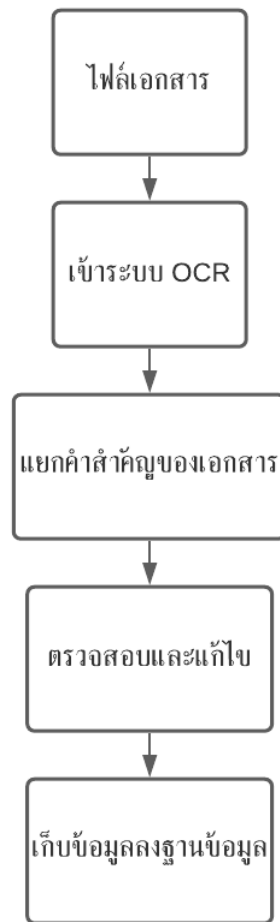 ไฟล์เอกสาร
เข้าระบบ OCR
แยกคำสำคัญของเอกสาร
ตรวจสอบและแก้ไข
เก็บข้อมูลลงฐานข้อมูล